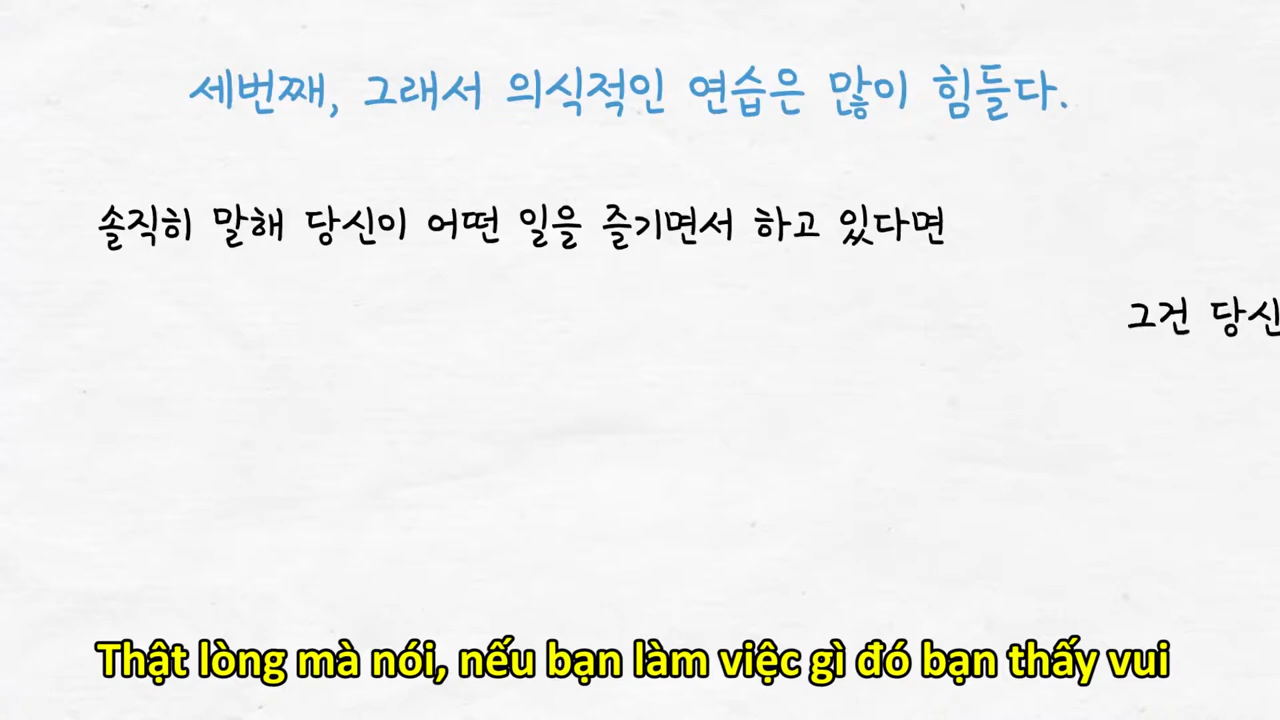 세번째, 그래서 의식적인 연습은 많이 힘들다.
솔직히 말해 당신이 어떤 일을 즐기면서 하고 있다면
그건 당신
Thật lòng mà nói, nếu bạn làm việc gì đó bạn thấy vui